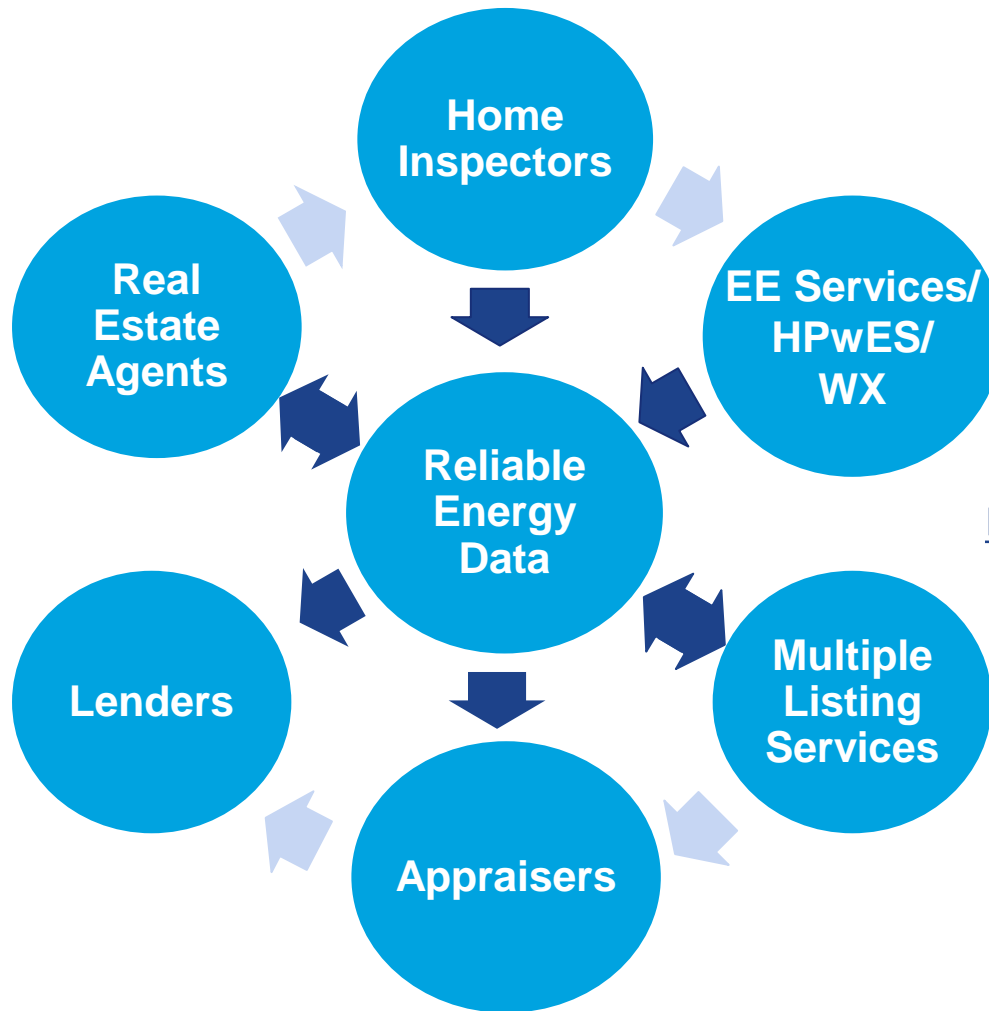 Home
Inspectors
Real
Estate
Agents
EE Services/
HPwES/
WX
Reliable
Energy
Data
Lenders
Multiple
Listing
Services
Appraisers